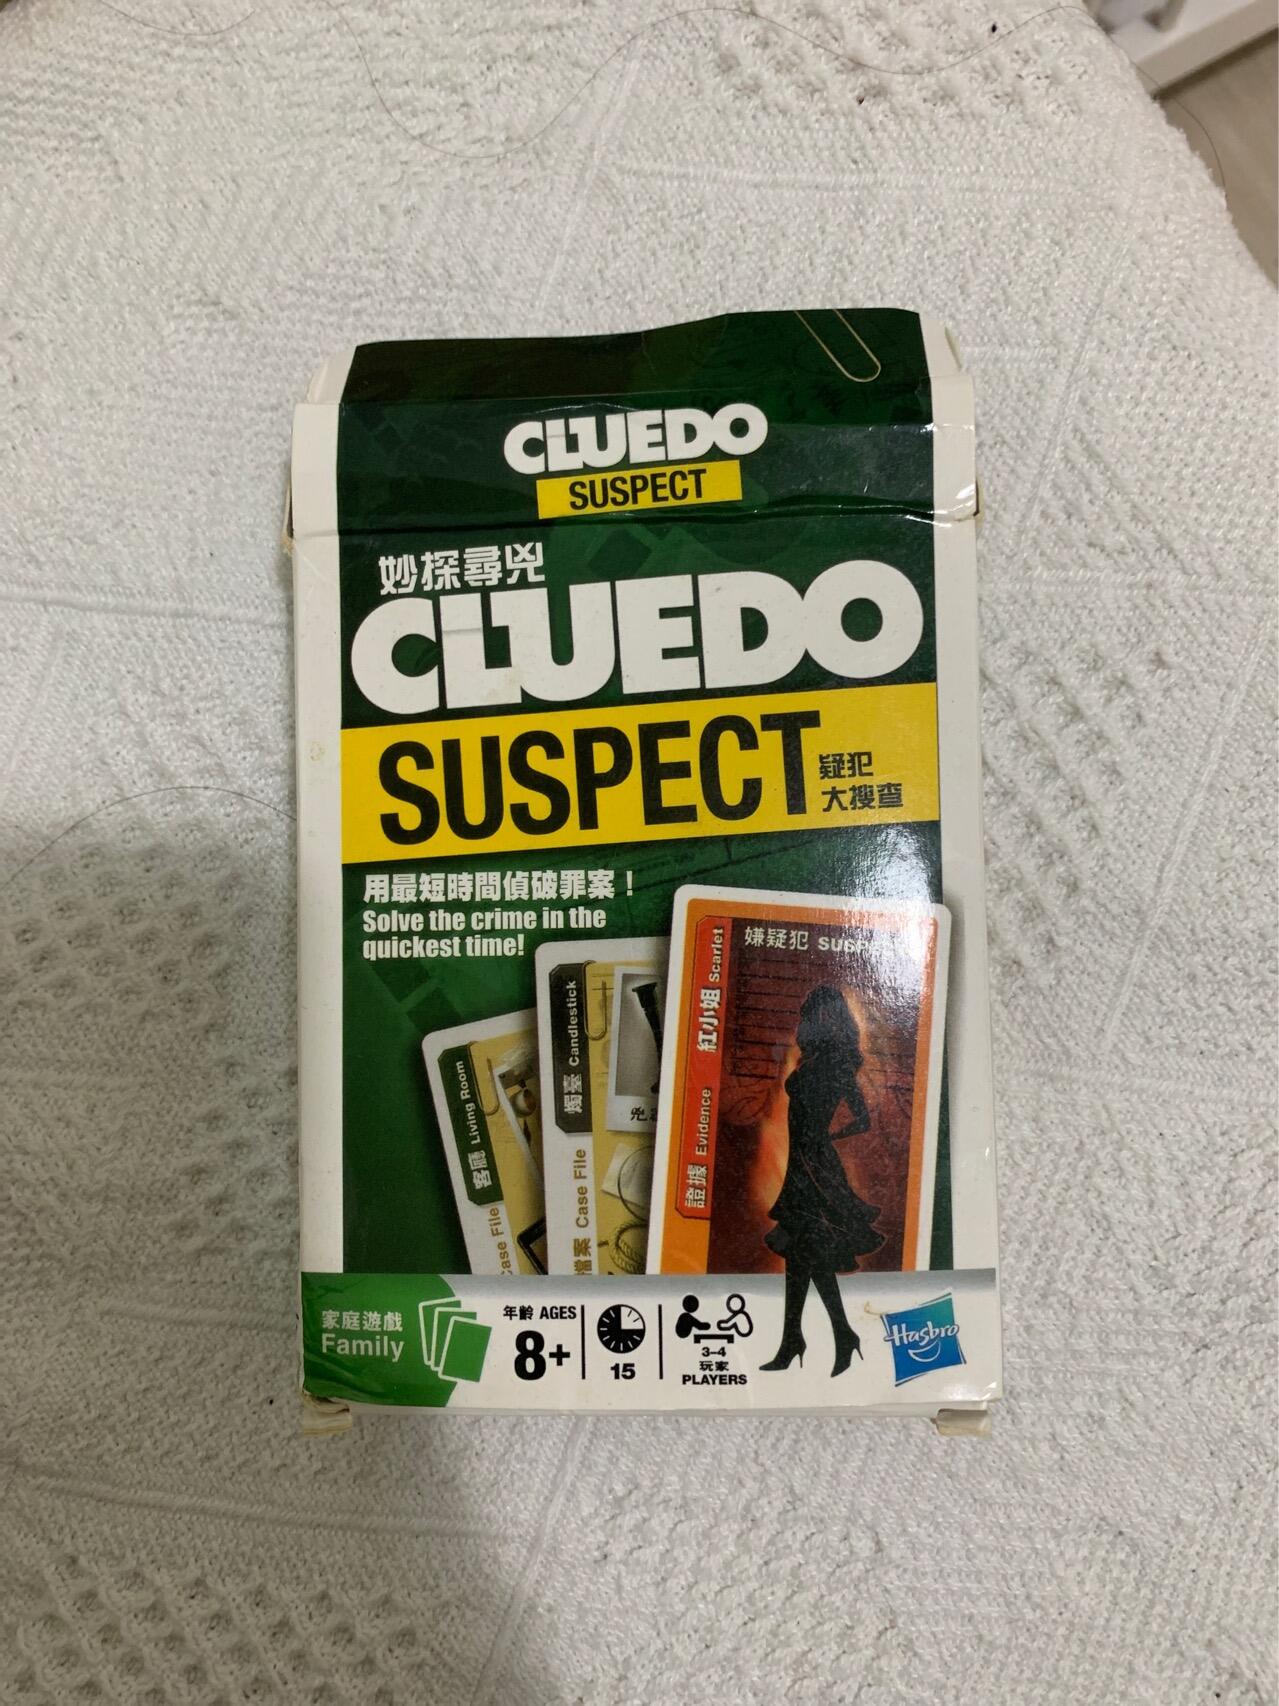 CLUEDO
SUSPECT
妙探尋兇
CLUEDO
SUSPECT
疑犯
大搜查
用最短時間偵破罪案！
Solve the crime in the
quickest time!
客廳 Living Room
Case File
燭臺 Candlestick
檔案 Case File
嫌疑犯 SUSPE
紅小姐 Scarlet
證據 Evidence
家庭遊戲
Family
年齡 AGES
8+
15
3-4
玩家
PLAYERS
Hasbro